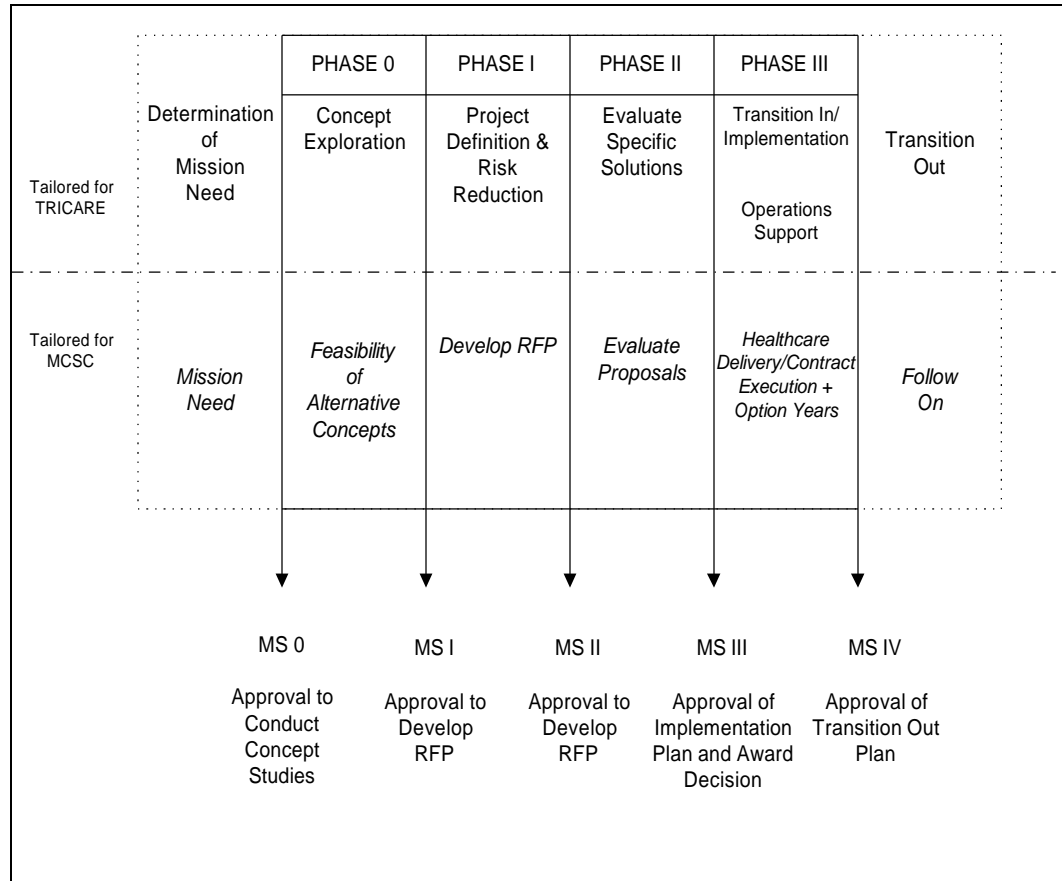 PHASE 0
PHASE I
PHASE II
PHASE III
Tailored for
TRICARE
Determination
of
Mission
Need
Concept
Exploration
Project
Definition &
Risk
Reduction
Evaluate
Specific
Solutions
Transition In/
Implementation
Operations
Support
Transition
Out
Tailored for
MCSC
Mission
Need
Feasibility
of
Alternative
Concepts
Develop RFP
Evaluate
Proposals
Healthcare
Delivery/Contract
Execution +
Option Years
Follow
On
MS 0
Approval to
Conduct
Concept
Studies
MS I
Approval to
Develop
RFP
MS II
Approval to
Develop
RFP
MS III
Approval of
Implementation
Plan and Award
Decision
MS IV
Approval of
Transition Out
Plan